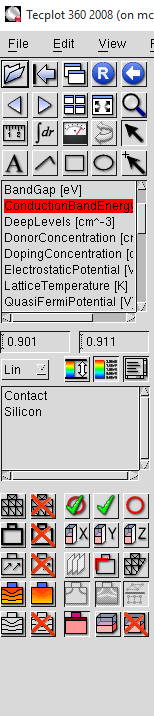 Tecplot 360 2008 (on mc
File Edit View
R
∫dr
A
BandGap [eV]
ConductionBandEnerg
DeepLevels [cm^-3]
DonorConcentration [cr
DopingConcentration [c
ElectrostaticPotential [V
LatticeTemperature [K]
QuasiFermiPotential [V
0.901 0.911
Lin
Contact
Silicon
X Y Z